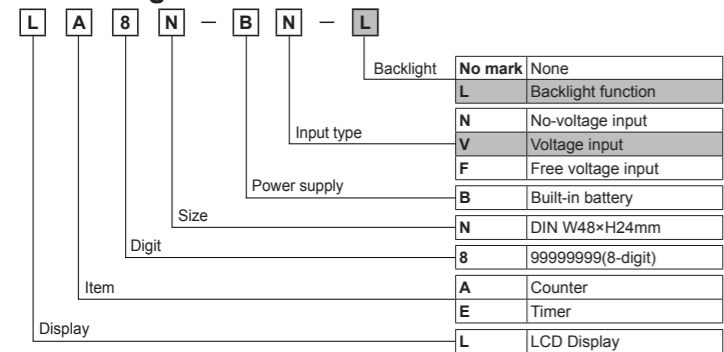 L A 8 N - B N - L
Backlight No mark None
L Backlight function
Input type N No-voltage input
V Voltage input
F Free voltage input
Power supply B Built-in battery
Size N DIN W48×H24mm
Digit 8 99999999(8-digit)
Item A Counter
E Timer
Display L LCD Display